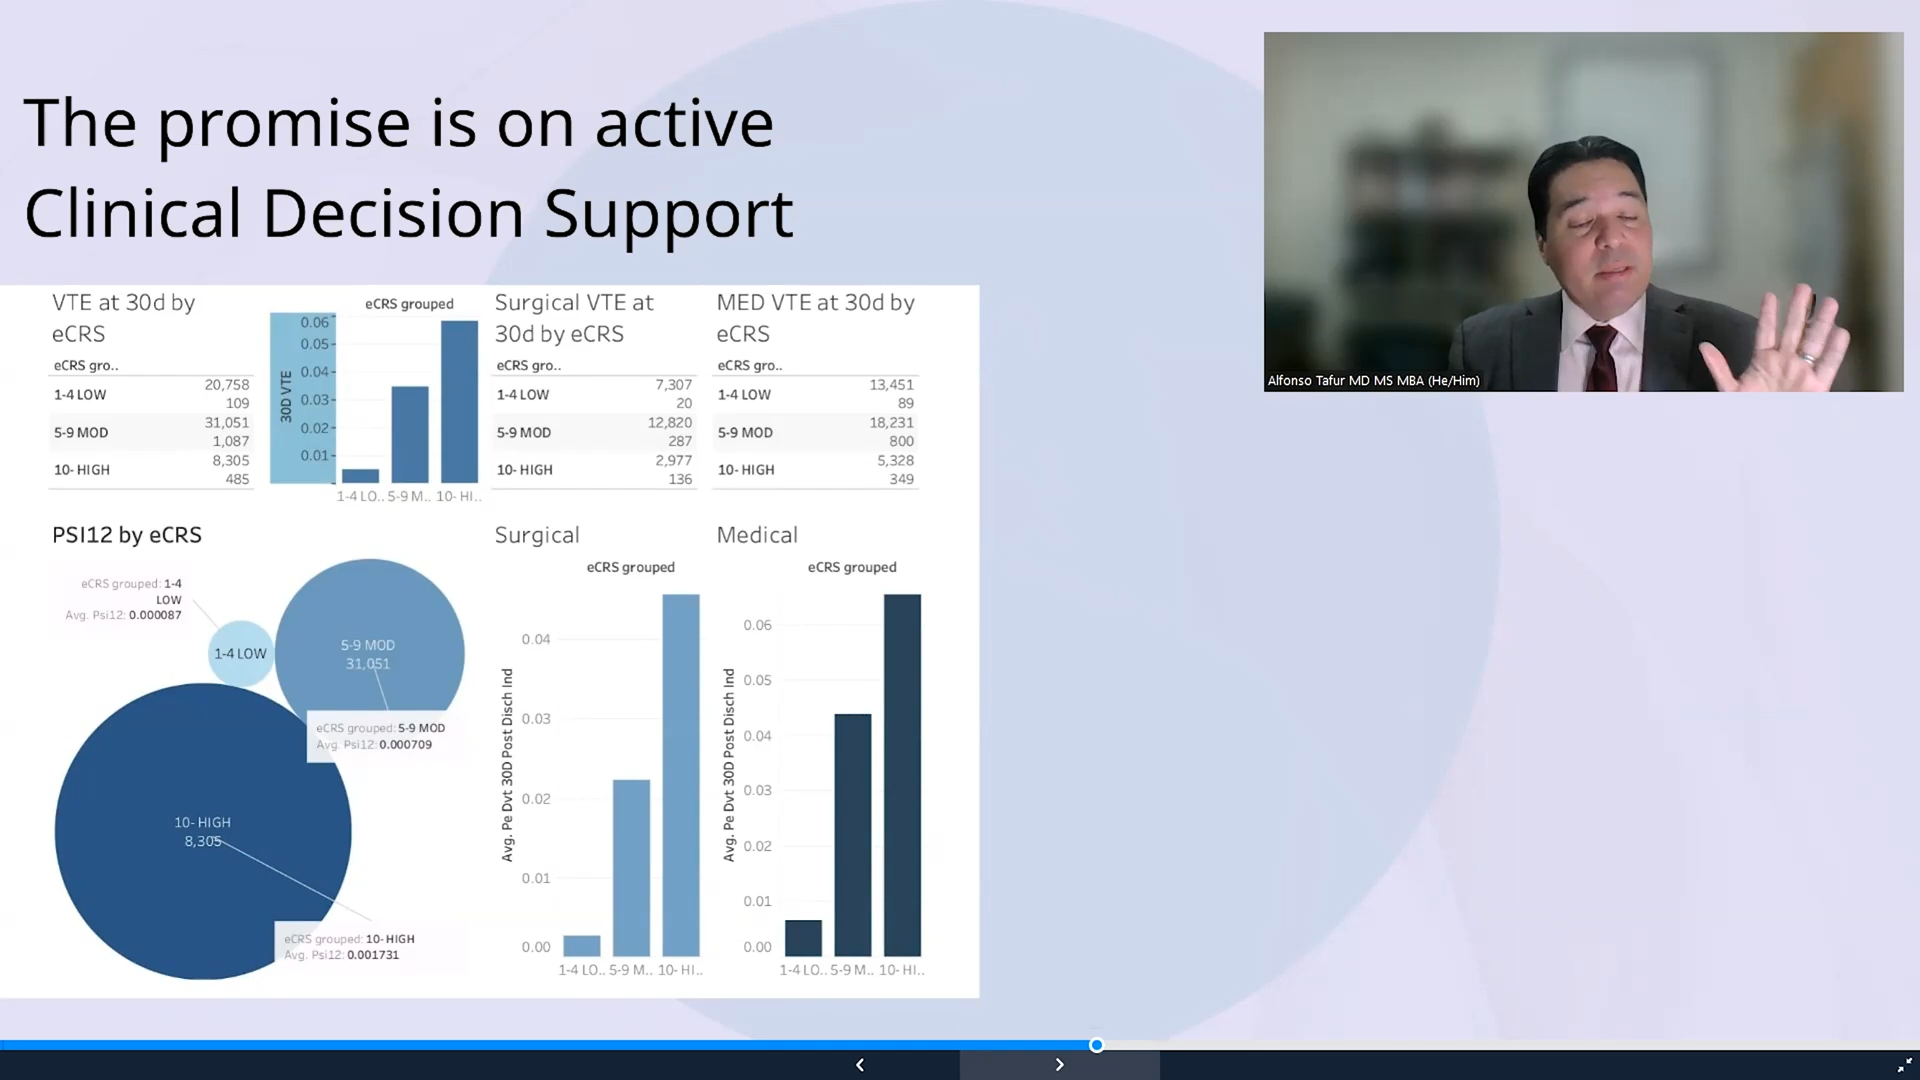 The promise is on active
Clinical Decision Support
Alfonso Tafur MD MS MBA (He/Him)
VTE at 30d by
eCRS
eCRS gro..
1-4 LOW
20,758
109
5-9 MOD
31,051
1,087
10- HIGH
8,305
485
eCRS grouped
30D VTE
0.06
0.05
0.04
0.03
0.02
0.01
1-4 LO..
5-9 M..
10- HI..
Surgical VTE at
30d by eCRS
eCRS gro..
1-4 LOW
7,307
20
5-9 MOD
12,820
287
10- HIGH
2,977
136
MED VTE at 30d by
eCRS
eCRS gro..
1-4 LOW
13,451
89
5-9 MOD
18,231
800
10- HIGH
5,328
349
PSI12 by eCRS
eCRS grouped: 1-4
LOW
Avg. Psi12: 0.000087
1-4 LOW
5-9 MOD
31,051
eCRS grouped: 5-9 MOD
Avg. Psi12: 0.000709
10- HIGH
8,305
eCRS grouped: 10- HIGH
Avg. Psi12: 0.001731
Surgical
eCRS grouped
Avg. Pe Dvt 30D Post Disch Ind
0.04
0.03
0.02
0.01
0.00
1-4 LO..
5-9 M..
10- HI..
Medical
eCRS grouped
Avg. Pe Dvt 30D Post Disch Ind
0.06
0.05
0.04
0.03
0.02
0.01
0.00
1-4 LO..
5-9 M..
10- HI..